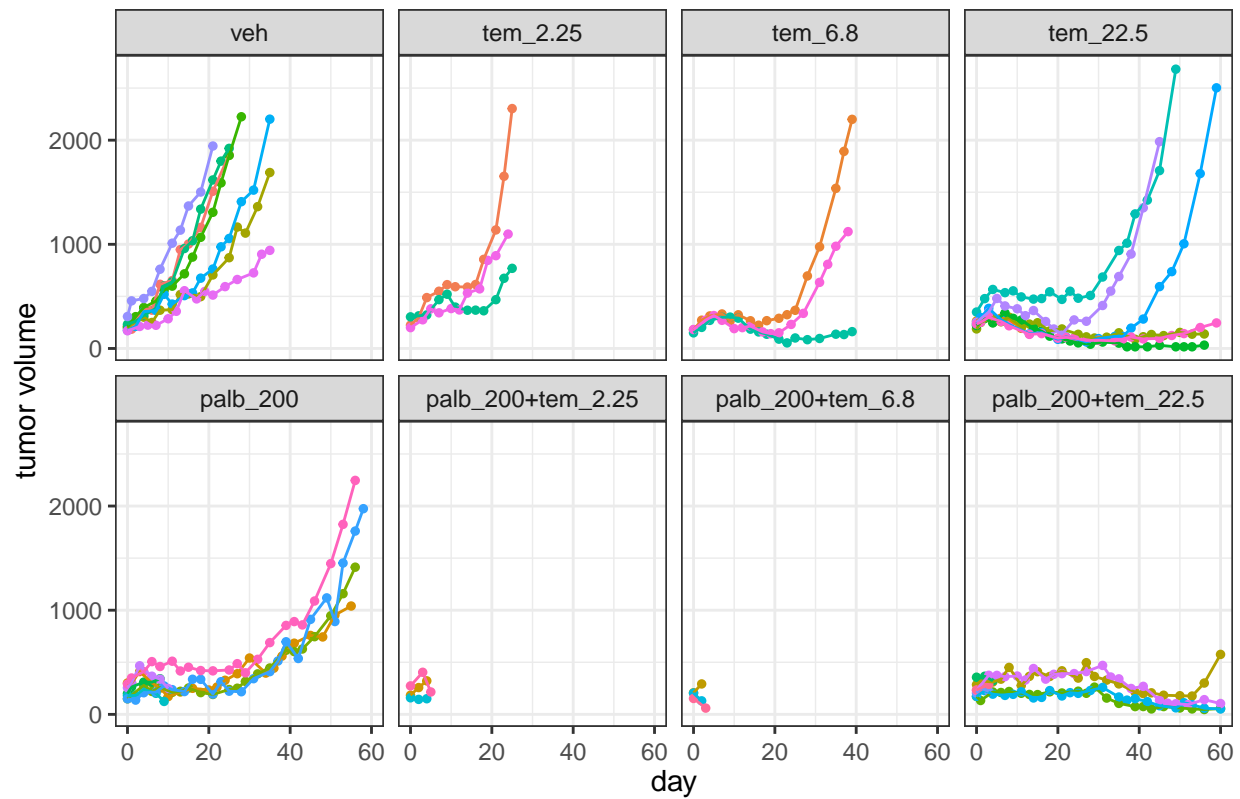 veh tem_2.25 tem_6.8 tem_22.5
2000
1000
0
palb_200 palb_200+tem_2.25 palb_200+tem_6.8 palb_200+tem_22.5
2000
1000
0
0 20 40 60 0 20 40 60 0 20 40 60 0 20 40 60
day
tumor volume